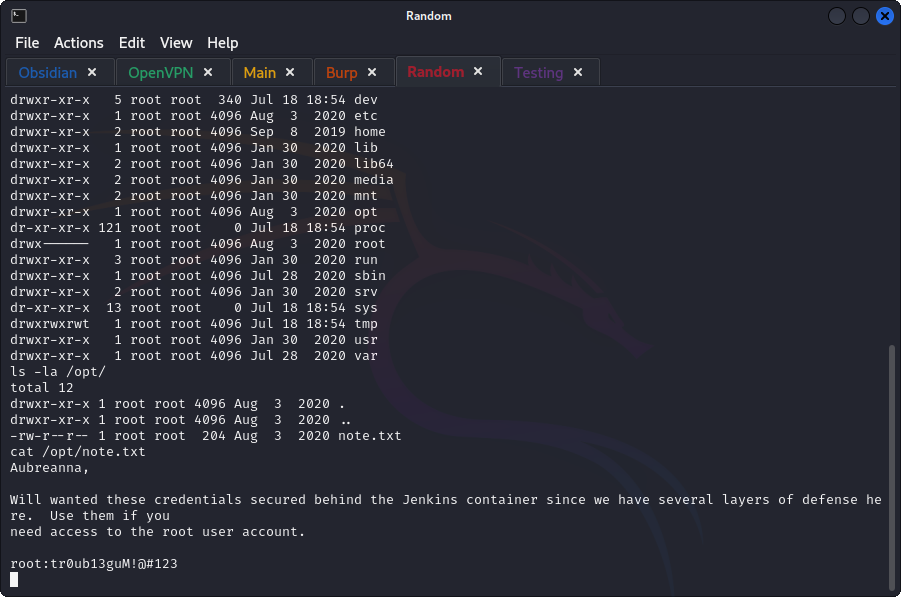 Random
File Actions Edit View Help
Obsidian × OpenVPN × Main × Burp × Random × Testing ×
drwxr-xr-x   5 root root  340 Jul 18 18:54 dev
drwxr-xr-x   1 root root 4096 Aug  3  2020 etc
drwxr-xr-x   2 root root 4096 Sep  8  2019 home
drwxr-xr-x   1 root root 4096 Jan 30  2020 lib
drwxr-xr-x   2 root root 4096 Jan 30  2020 lib64
drwxr-xr-x   2 root root 4096 Jan 30  2020 media
drwxr-xr-x   2 root root 4096 Jan 30  2020 mnt
drwxr-xr-x   1 root root 4096 Aug  3  2020 opt
dr-xr-xr-x 121 root root    0 Jul 18 18:54 proc
drwx------   1 root root 4096 Aug  3  2020 root
drwxr-xr-x   3 root root 4096 Jan 30  2020 run
drwxr-xr-x   1 root root 4096 Jul 28  2020 sbin
drwxr-xr-x   2 root root 4096 Jan 30  2020 srv
dr-xr-xr-x  13 root root    0 Jul 18 18:54 sys
drwxrwxrwt   1 root root 4096 Jul 18 18:54 tmp
drwxr-xr-x   1 root root 4096 Jan 30  2020 usr
drwxr-xr-x   1 root root 4096 Jul 28  2020 var
ls -la /opt/
total 12
drwxr-xr-x 1 root root 4096 Aug  3  2020 .
drwxr-xr-x 1 root root 4096 Aug  3  2020 ..
-rw-r--r-- 1 root root  204 Aug  3  2020 note.txt
cat /opt/note.txt
Aubreanna,
Will wanted these credentials secured behind the Jenkins container since we have several layers of defense he
re.  Use them if you
need access to the root user account.
root:tr0ub13guM!@#123